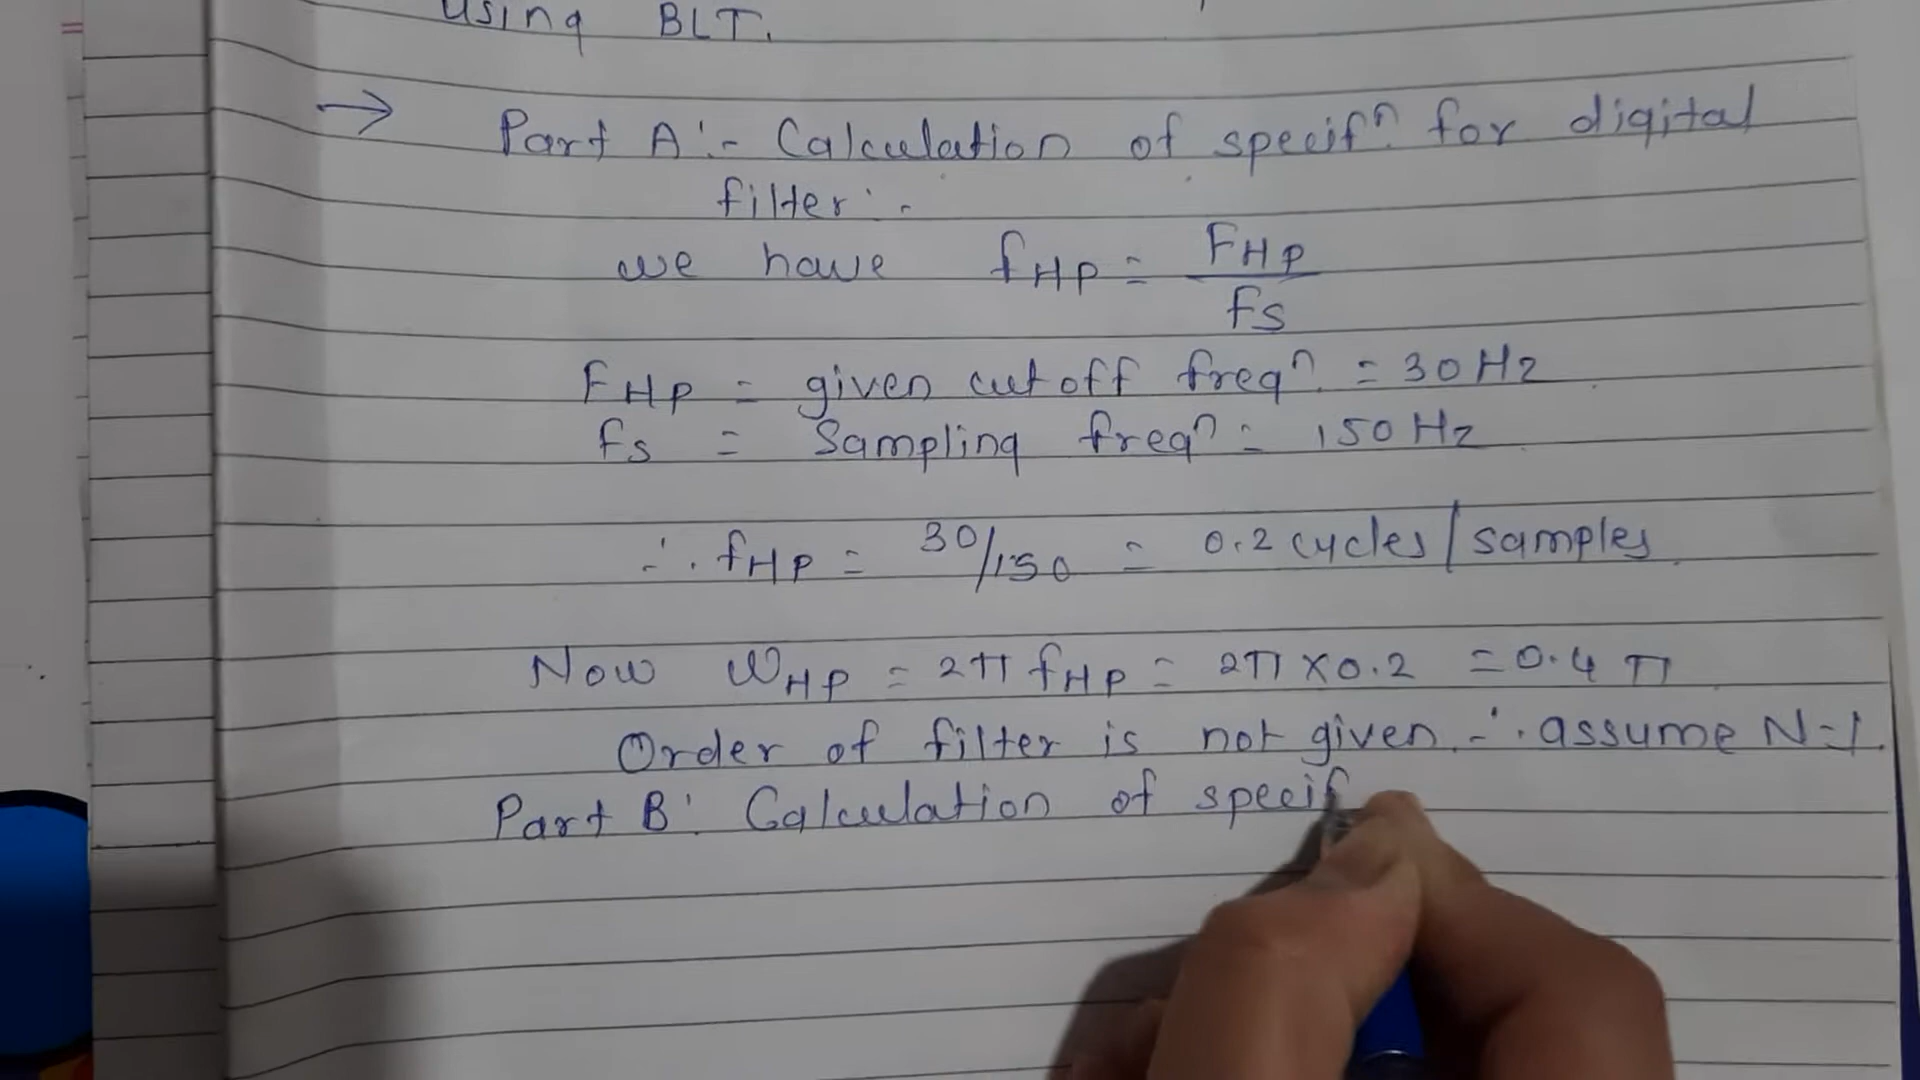 using BLT.
→ Part A:- Calculation of specifⁿ. for digital
filter:-
we have fHP = FHP / Fs
FHP = given cutoff freqⁿ. = 30Hz
Fs = Sampling freqⁿ = 150 Hz
∴ fHP = 30/150 = 0.2 cycles/samples
Now ωHP = 2π fHP = 2π × 0.2 = 0.4 π
Order of filter is not given. ∴ assume N=1.
Part B: Calculation of specif